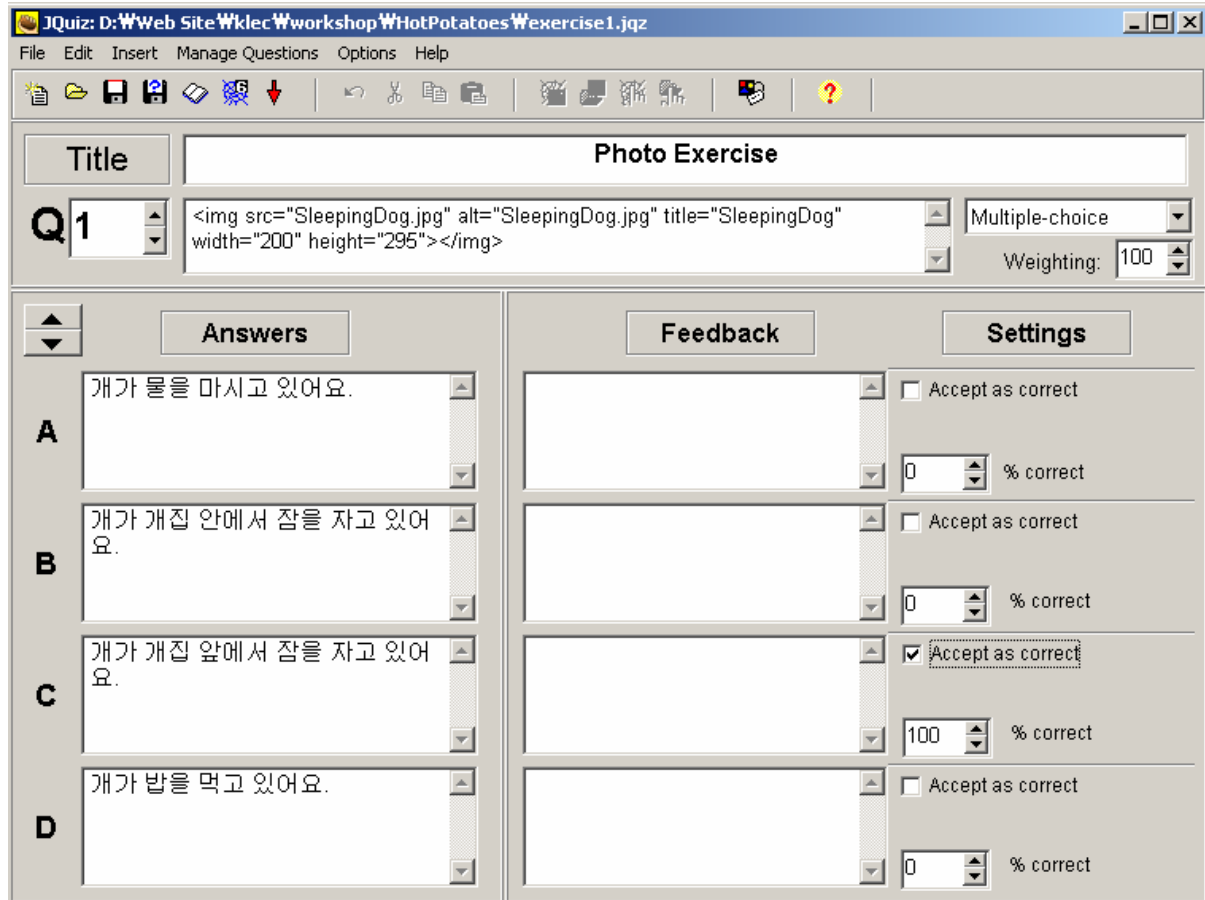 JQuiz: D:₩Web Site₩klec₩workshop₩HotPotatoes₩exercise1.jqz
File Edit Insert Manage Questions Options Help
Title
Photo Exercise
Q 1
<img src="SleepingDog.jpg" alt="SleepingDog.jpg" title="SleepingDog"
width="200" height="295"></img>
Multiple-choice
Weighting: 100
Answers Feedback Settings
A
개가 물을 마시고 있어요.
Accept as correct
0 % correct
B
개가 개집 안에서 잠을 자고 있어
요.
Accept as correct
0 % correct
C
개가 개집 앞에서 잠을 자고 있어
요.
Accept as correct
100 % correct
D
개가 밥을 먹고 있어요.
Accept as correct
0 % correct